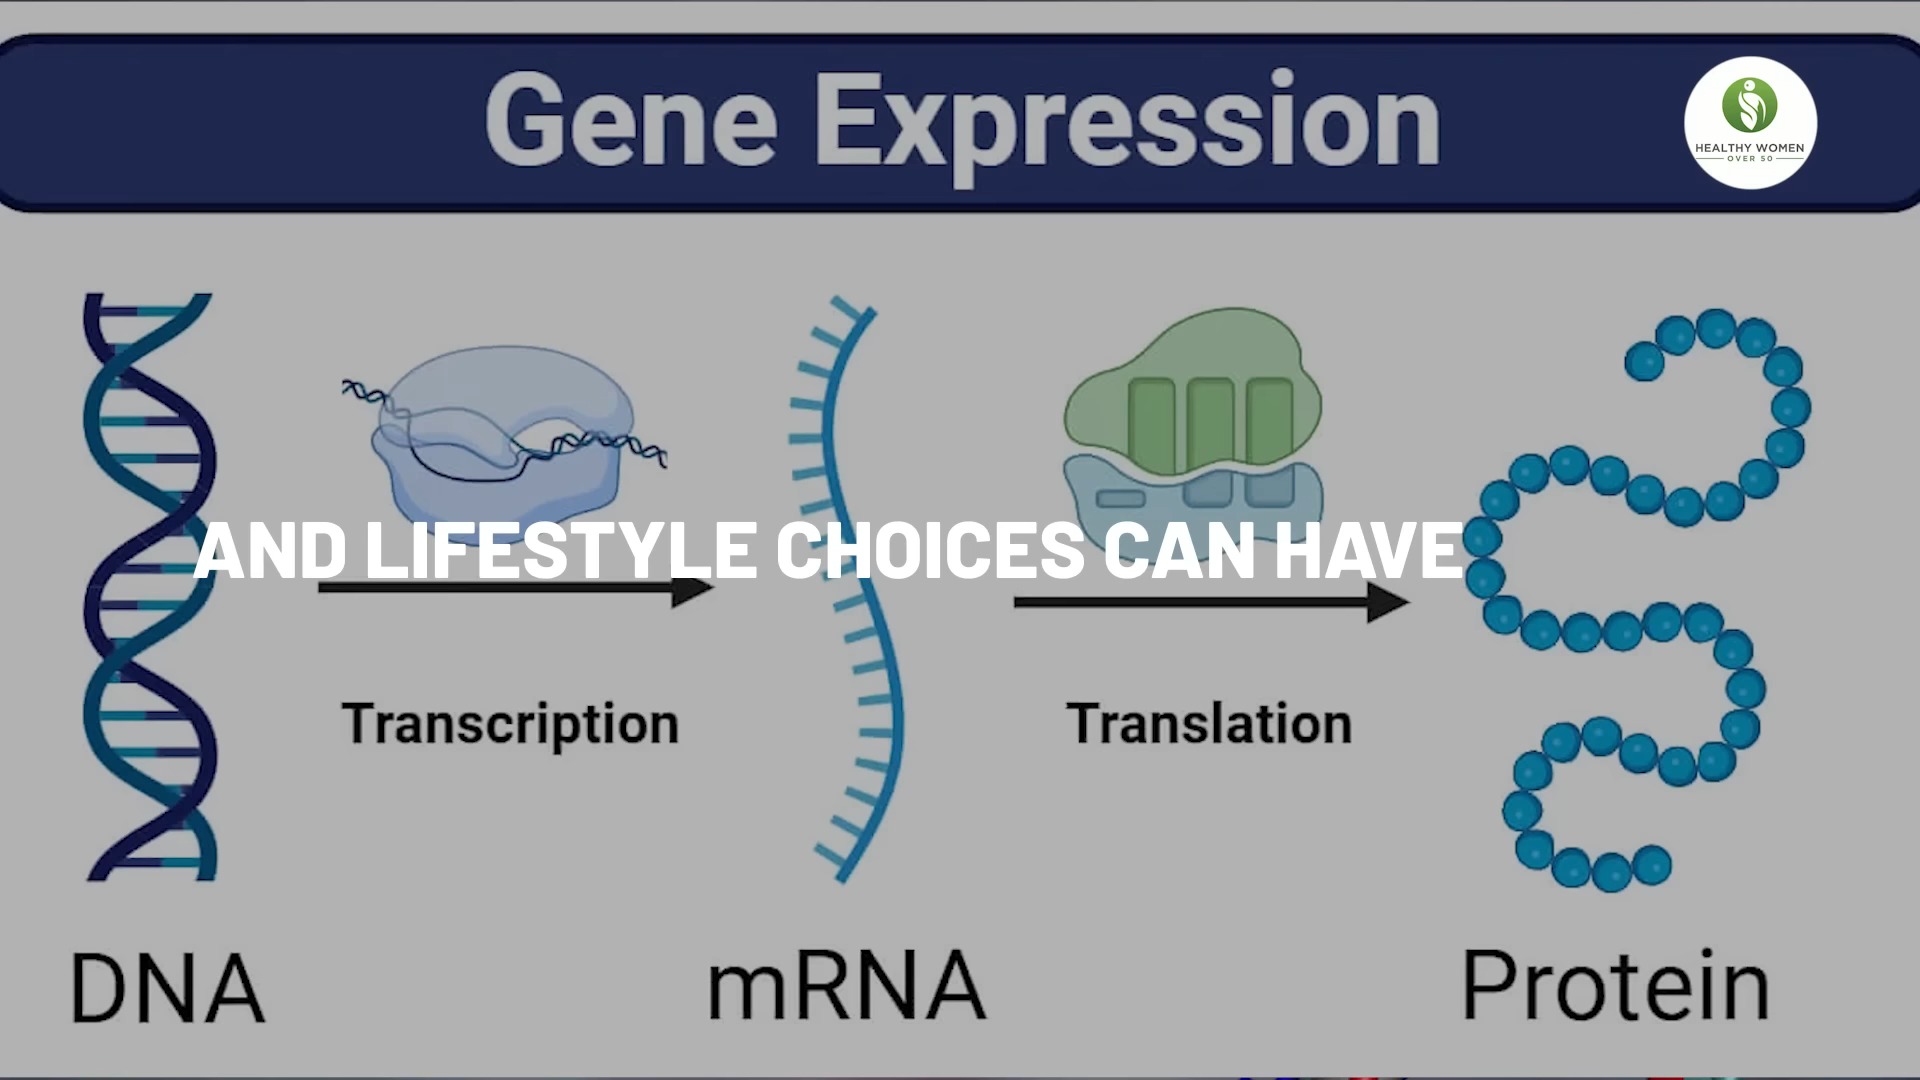 Gene Expression
HEALTHY WOMEN
OVER 50
AND LIFESTYLE CHOICES CAN HAVE
Transcription
Translation
DNA
mRNA
Protein